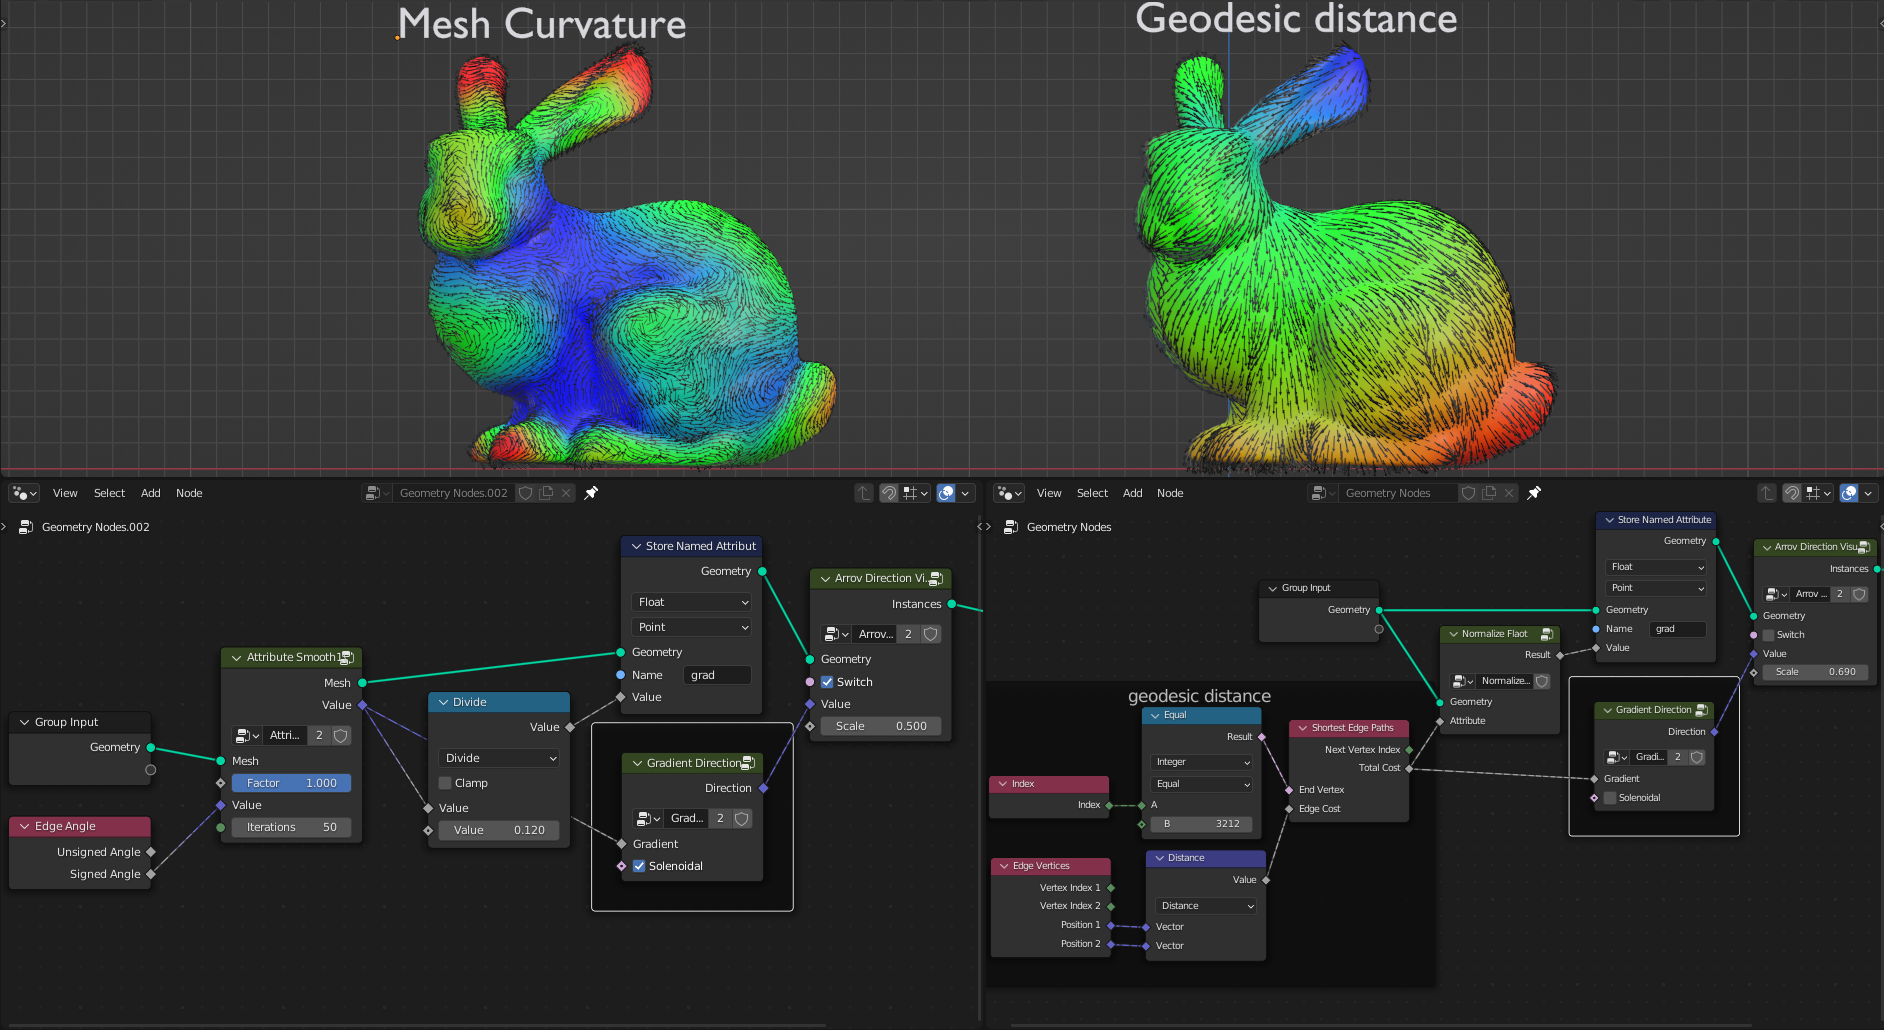 Mesh Curvature
Geodesic distance
View Select Add Node
Geometry Nodes.002
Geometry Nodes.002
Store Named Attribut
Geometry
Float
Point
Geometry
Name grad
Value
Arrov Direction Vi...
Instances
Arrov... 2
Geometry
Switch
Value
Scale 0.500
Attribute Smooth1
Mesh
Value
Attri... 2
Mesh
Factor 1.000
Value
Iterations 50
Group Input
Geometry
Edge Angle
Unsigned Angle
Signed Angle
Divide
Value
Divide
Clamp
Value
Value 0.120
Gradient Direction
Direction
Grad... 2
Gradient
Solenoidal
View Select Add Node
Geometry Nodes
Geometry Nodes
Store Named Attribute
Geometry
Float
Point
Geometry
Name grad
Value
Arrov Direction Visu
Instances
Arrov ... 2
Geometry
Switch
Value
Scale 0.690
Group Input
Geometry
Normalize Flaot
Result
Normalize...
Geometry
Attribute
geodesic distance
Equal
Result
Integer
Equal
A
B 3212
Shortest Edge Paths
Next Vertex Index
Total Cost
End Vertex
Edge Cost
Gradient Direction
Direction
Gradi... 2
Gradient
Solenoidal
Index
Index
Edge Vertices
Vertex Index 1
Vertex Index 2
Position 1
Position 2
Distance
Value
Distance
Vector
Vector